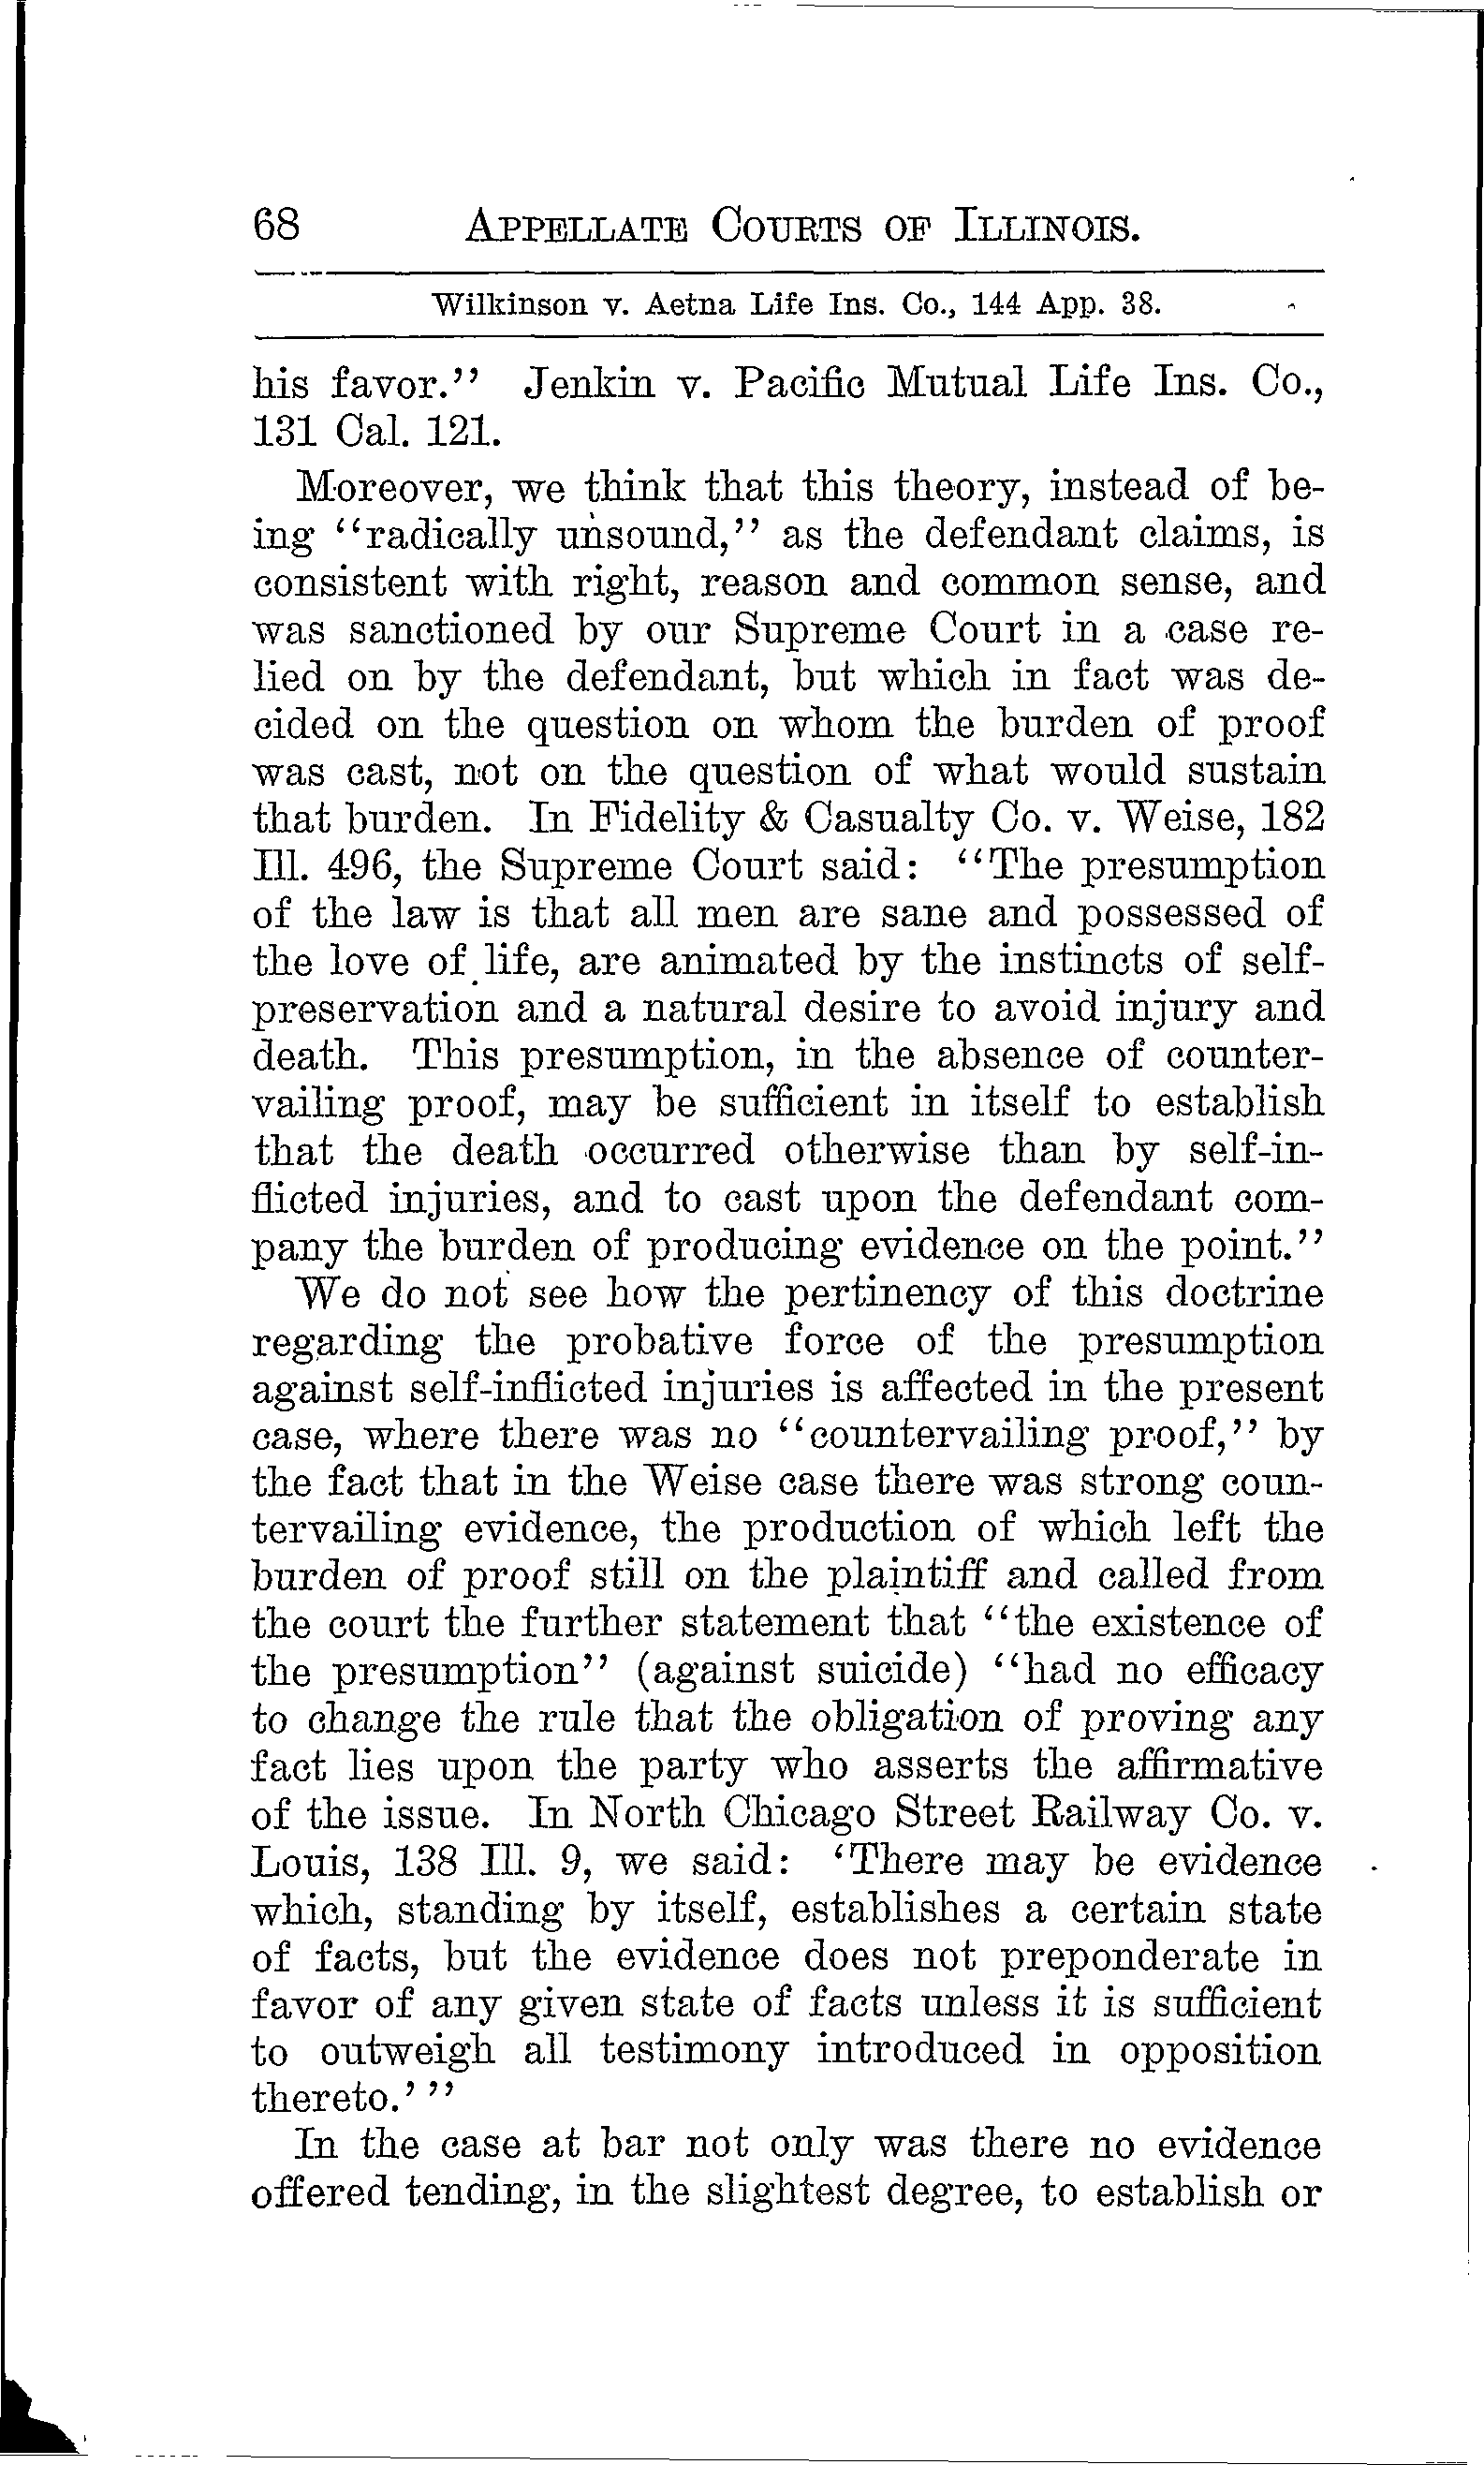 68 APPELLATE COURTS OF ILLINOIS.
Wilkinson v. Aetna Life Ins. Co., 144 App. 38.
his favor.” Jenkin v. Pacific Mutual Life Ins. Co.,
131 Cal. 121.
Moreover, we think that this theory, instead of be-
ing “radically unsound,” as the defendant claims, is
consistent with right, reason and common sense, and
was sanctioned by our Supreme Court in a case re-
lied on by the defendant, but which in fact was de-
cided on the question on whom the burden of proof
was cast, not on the question of what would sustain
that burden. In Fidelity & Casualty Co. v. Weise, 182
Ill. 496, the Supreme Court said: “The presumption
of the law is that all men are sane and possessed of
the love of life, are animated by the instincts of self-
preservation and a natural desire to avoid injury and
death. This presumption, in the absence of counter-
vailing proof, may be sufficient in itself to establish
that the death occurred otherwise than by self-in-
flicted injuries, and to cast upon the defendant com-
pany the burden of producing evidence on the point.”
We do not see how the pertinency of this doctrine
regarding the probative force of the presumption
against self-inflicted injuries is affected in the present
case, where there was no “countervailing proof,” by
the fact that in the Weise case there was strong coun-
tervailing evidence, the production of which left the
burden of proof still on the plaintiff and called from
the court the further statement that “the existence of
the presumption” (against suicide) “had no efficacy
to change the rule that the obligation of proving any
fact lies upon the party who asserts the affirmative
of the issue. In North Chicago Street Railway Co. v.
Louis, 138 Ill. 9, we said: ‘There may be evidence
which, standing by itself, establishes a certain state
of facts, but the evidence does not preponderate in
favor of any given state of facts unless it is sufficient
to outweigh all testimony introduced in opposition
thereto.’ ”
In the case at bar not only was there no evidence
offered tending, in the slightest degree, to establish or